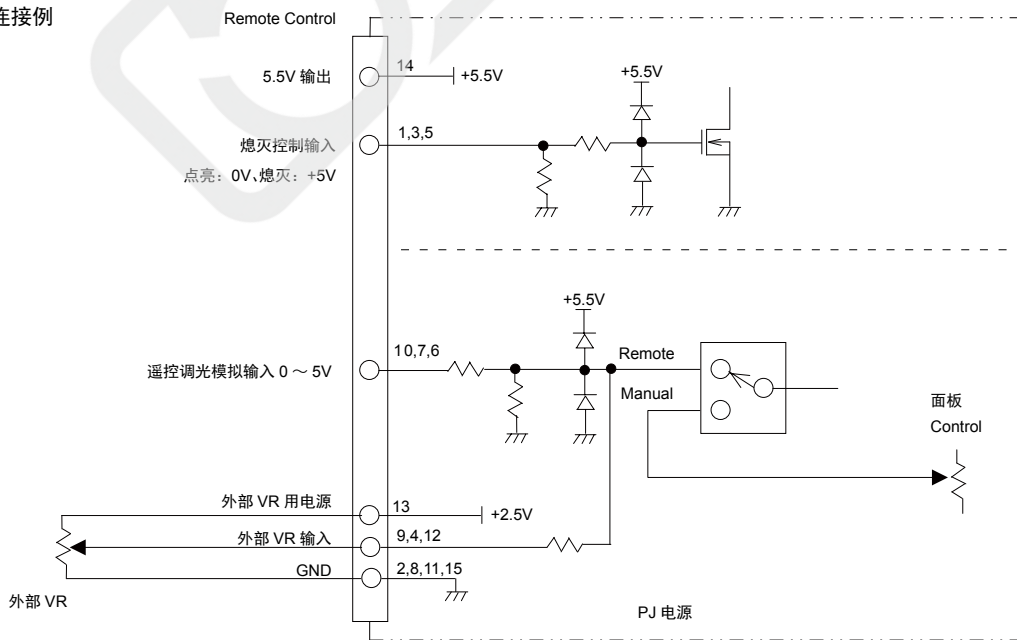 连接例
Remote Control
5.5V 输出
14
+5.5V
+5.5V
熄灭控制输入
1,3,5
点亮：0V、熄灭：+5V
+5.5V
遥控调光模拟输入 0 ～ 5V
10,7,6
Remote
Manual
面板
Control
外部 VR 用电源
13
+2.5V
外部 VR 输入
9,4,12
GND
2,8,11,15
外部 VR
PJ 电源